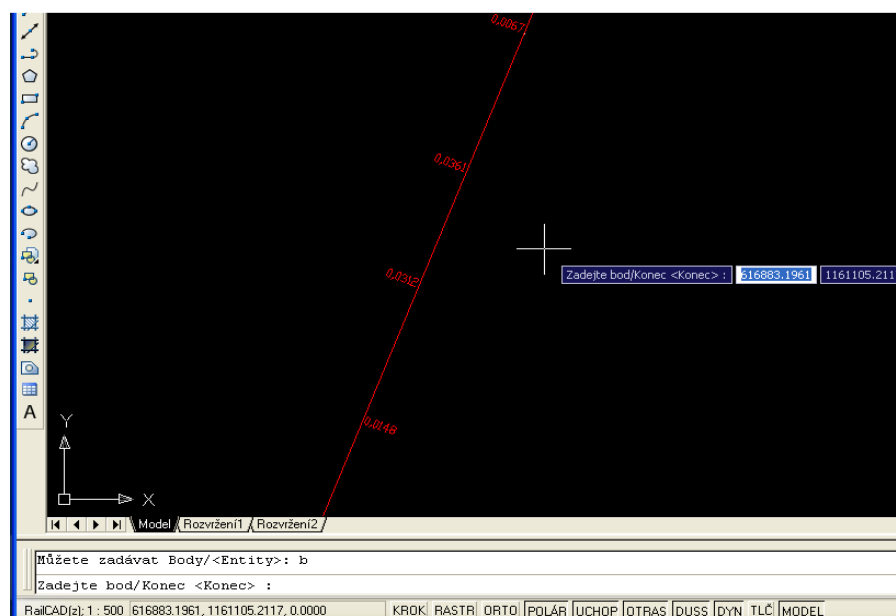 0,0067
0,0361
0,0312
Zadejte bod/Konec <Konec> : 616883.1961 1161105.2117
0,0148
A
Y
X
Model Rozvržení1 Rozvržení2
Můžete zadávat Body/<Entity>: b
Zadejte bod/Konec <Konec> :
RailCAD(z); 1 : 500 616883.1961, 1161105.2117, 0.0000 KROK RASTR ORTO POLÁR UCHOP OTRAS DUSS DYN TLČ MODEL